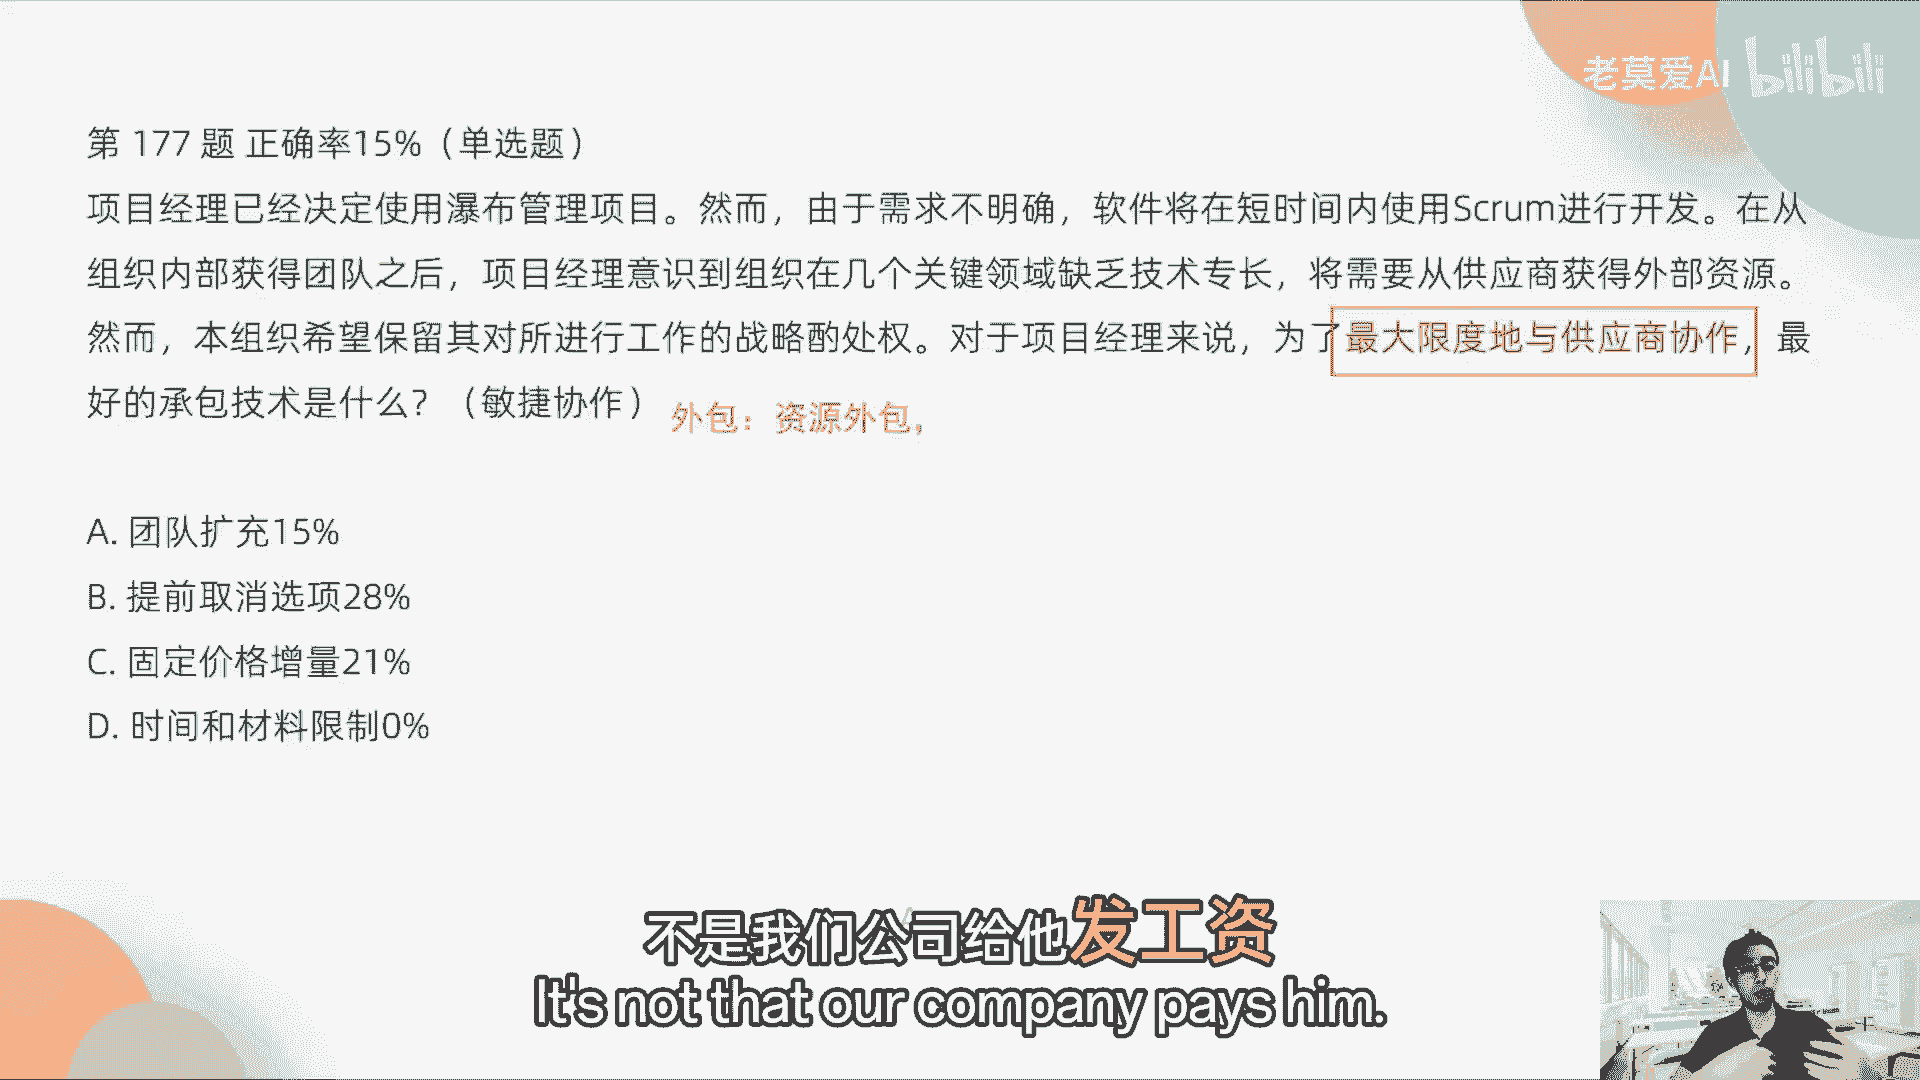 老莫爱AI bilibili
第 177 题 正确率15%（单选题）
项目经理已经决定使用瀑布管理项目。然而，由于需求不明确，软件将在短时间内使用Scrum进行开发。在从
组织内部获得团队之后，项目经理意识到组织在几个关键领域缺乏技术专长，将需要从供应商获得外部资源。
然而，本组织希望保留其对所进行工作的战略酌处权。对于项目经理来说，为了最大限度地与供应商协作，最
好的承包技术是什么？（敏捷协作） 外包：资源外包，
A. 团队扩充15%
B. 提前取消选项28%
C. 固定价格增量21%
D. 时间和材料限制0%
不是我们公司给他发工资
It's not that our company pays him.